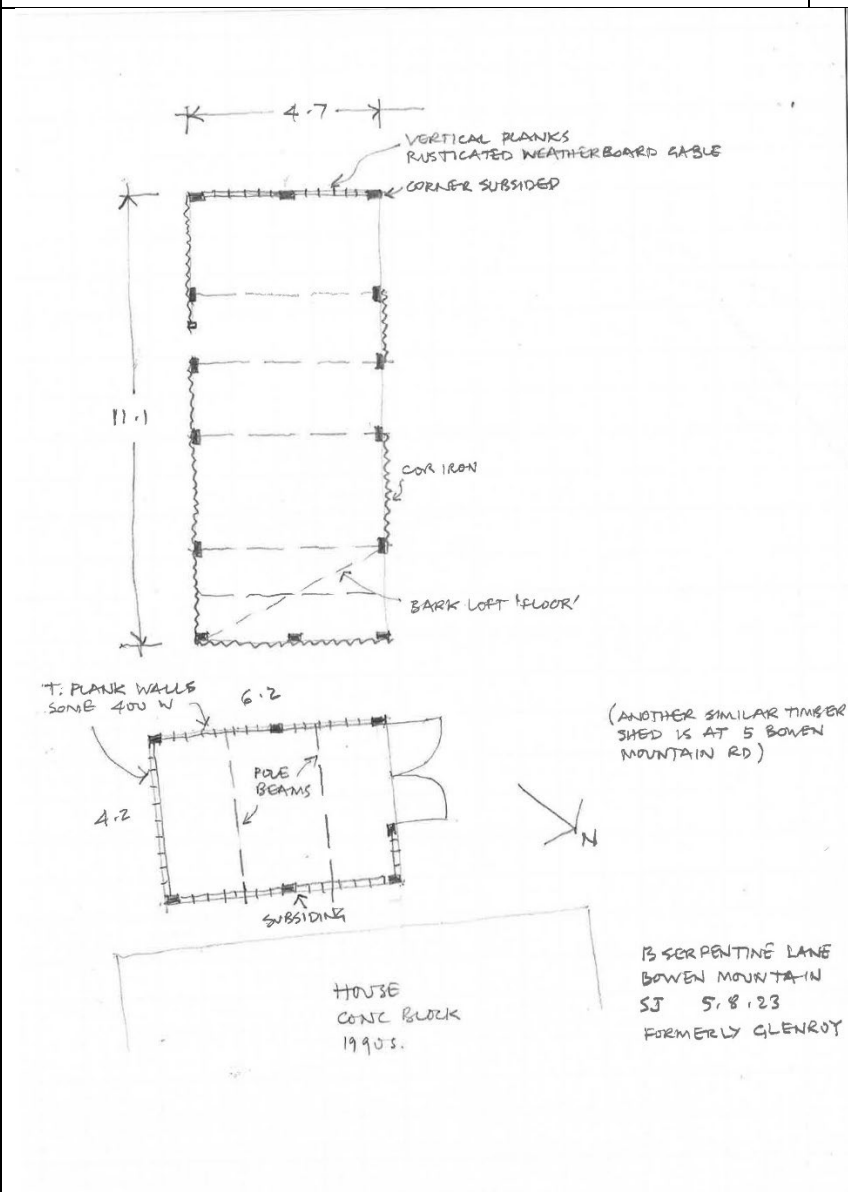 4.7
VERTICAL PLANKS
RUSTICATED WEATHERBOARD GABLE
CORNER SUBSIDED
11.1
COR IRON
BARK LOFT 'FLOOR'
T. PLANK WALLS
SOME 400 W
6.2
(ANOTHER SIMILAR TIMBER
SHED IS AT 5 BOWEN
MOUNTAIN RD)
POLE
BEAMS
4.2
N
SUBSIDING
HOUSE
CONC BLOCK
1990S.
SERPENTINE LANE
BOWEN MOUNTAIN
SJ 5.8.23
FORMERLY GLENROY